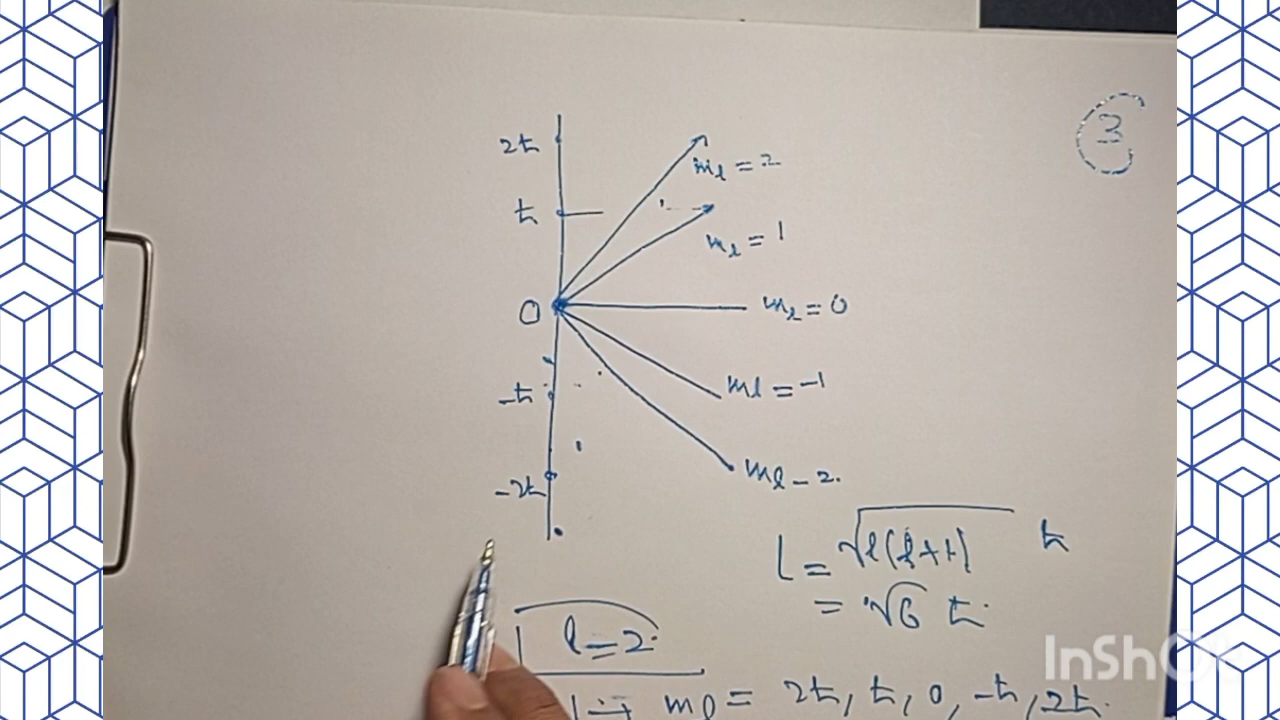 3
2ħ
mₗ = 2
ħ
mₗ = 1
0
mₗ = 0
-ħ
ml = -1
-2ħ
ml - 2.
L = √l(l+1) ħ
= √6 ħ.
l = 2
InShO
ml = 2ħ, ħ, 0, -ħ, 2ħ.